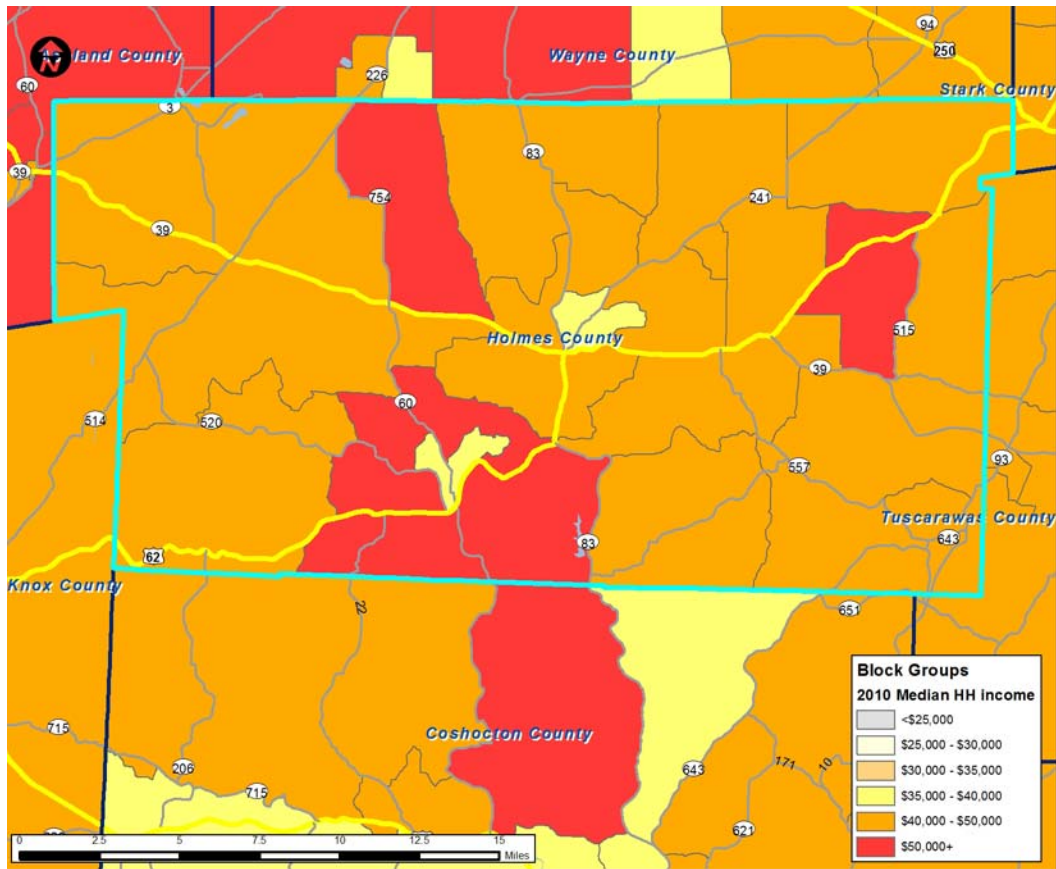 Ashland County
Wayne County
94
250
60
226
Stark County
3
83
39
754
241
39
Holmes County
515
39
60
514
520
93
557
Tuscarawas County
643
83
62
Knox County
22
651
Block Groups
2010 Median HH income
<$25,000
$25,000 - $30,000
$30,000 - $35,000
$35,000 - $40,000
$40,000 - $50,000
$50,000+
715
Coshocton County
206
643
171
10
715
621
0 2.5 5 7.5 10 12.5 15
Miles